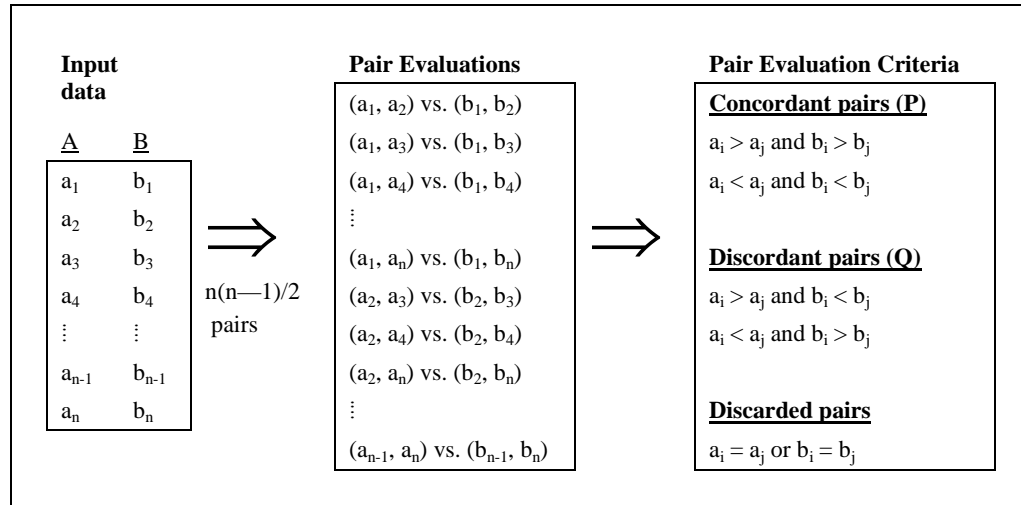 Input
data
A B
a1 b1
a2 b2
a3 b3
a4 b4
⋮ ⋮
an-1 bn-1
an bn
n(n—1)/2
pairs
Pair Evaluations
(a1, a2) vs. (b1, b2)
(a1, a3) vs. (b1, b3)
(a1, a4) vs. (b1, b4)
⋮
(a1, an) vs. (b1, bn)
(a2, a3) vs. (b2, b3)
(a2, a4) vs. (b2, b4)
(a2, an) vs. (b2, bn)
⋮
(an-1, an) vs. (bn-1, bn)
Pair Evaluation Criteria
Concordant pairs (P)
ai > aj and bi > bj
ai < aj and bi < bj
Discordant pairs (Q)
ai > aj and bi < bj
ai < aj and bi > bj
Discarded pairs
ai = aj or bi = bj